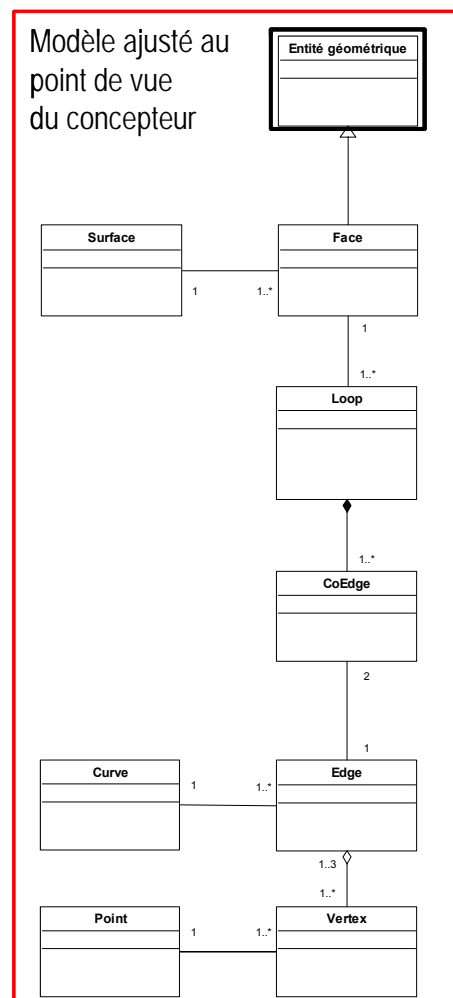 Modèle ajusté au
point de vue
du concepteur
Entité géométrique
Surface
Face
1
1..*
1
1..*
Loop
1..*
CoEdge
2
1
Curve
1
1..*
Edge
1..3
1..*
Point
1
1..*
Vertex